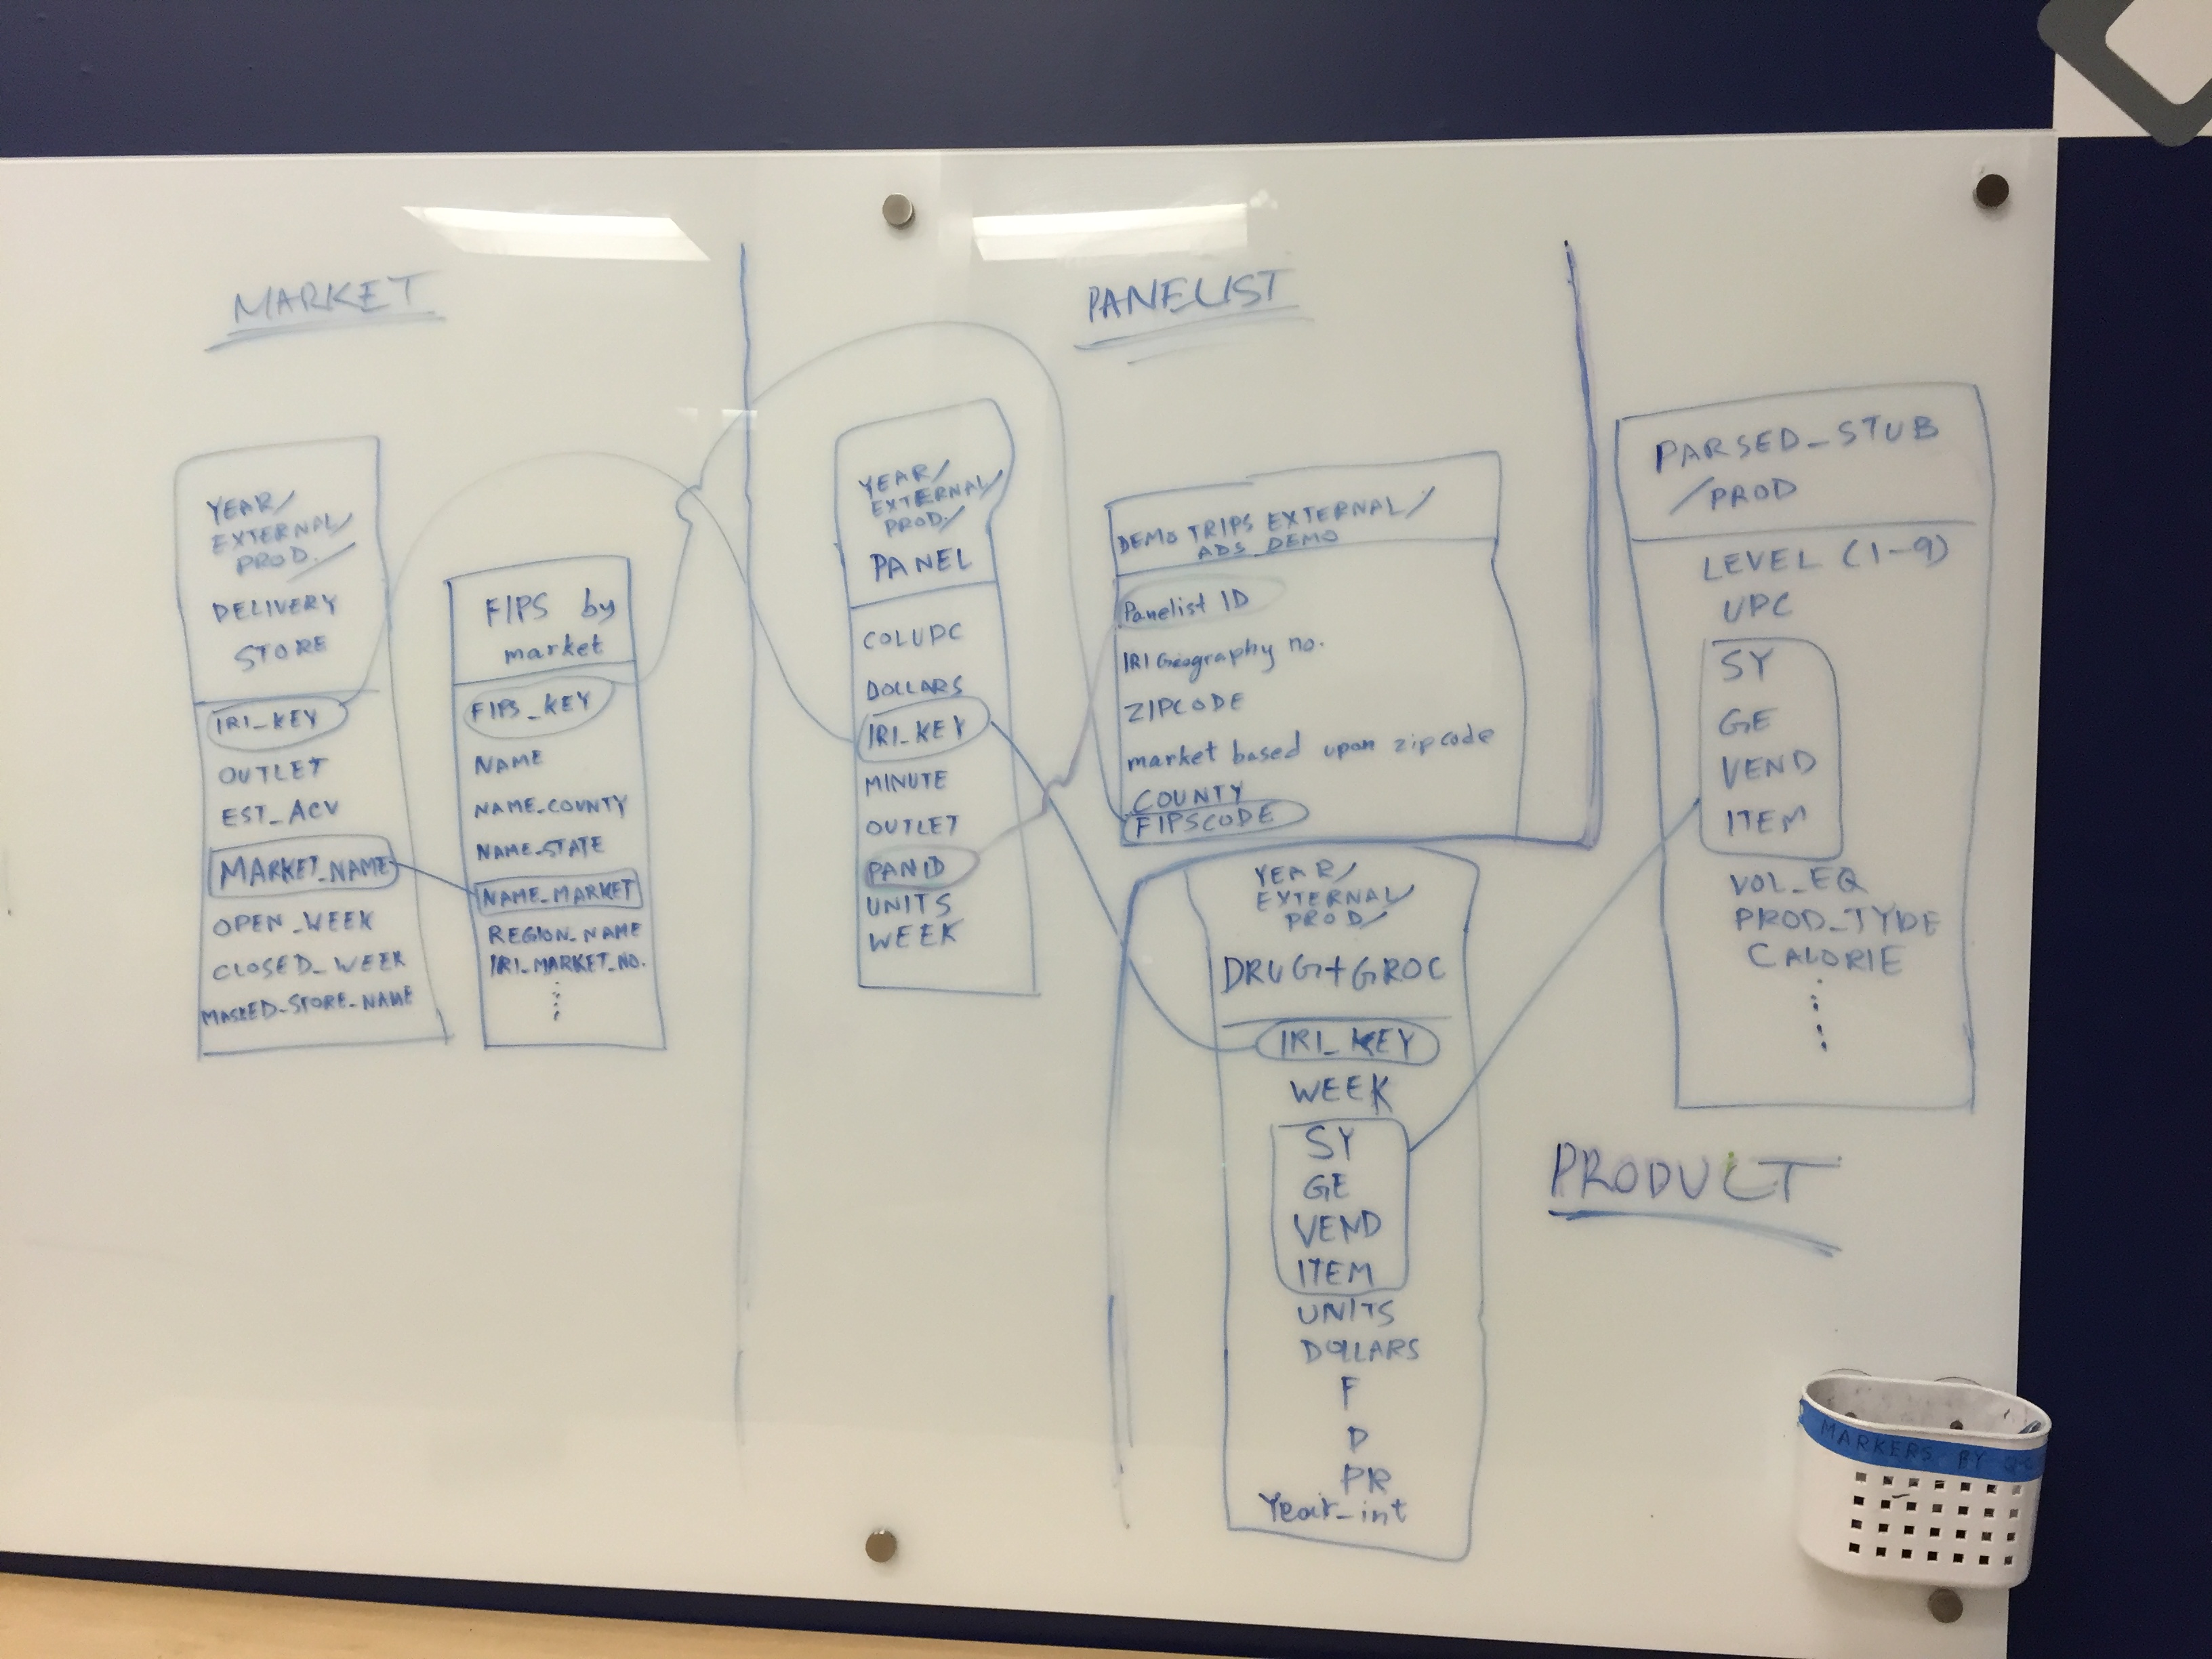 MARKET
YEAR/
EXTERNAL/
PROD./
DELIVERY
STORE
IRI_KEY
OUTLET
EST_ACV
MARKET_NAME
OPEN_WEEK
CLOSED_WEEK
MASKED_STORE_NAME
FIPS by
market
FIPS_KEY
NAME
NAME_COUNTY
NAME_STATE
NAME_MARKET
REGION_NAME
IRI_MARKET_NO.
PANELIST
YEAR/
EXTERNAL/
PROD/
PANEL
COLUPC
DOLLARS
IRI_KEY
MINUTE
OUTLET
PANID
UNITS
WEEK
DEMO TRIPS EXTERNAL/
ADS_DEMO
Panelist ID
IRI Geography no.
ZIPCODE
market based upon zipcode
COUNTY
FIPSCODE
YEAR/
EXTERNAL/
PROD/
DRUG+GROC
IRI_KEY
WEEK
SY
GE
VEND
ITEM
UNITS
DOLLARS
F
D
PR
Year_int
PARSED_STUB
/PROD
LEVEL (1-9)
UPC
SY
GE
VEND
ITEM
VOL_EQ
PROD_TYPE
CALORIE
PRODUCT
MARKERS BY